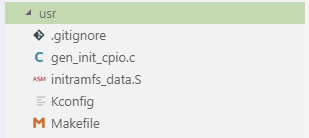 usr
.gitignore
C gen_init_cpio.c
ASM initramfs_data.S
Kconfig
M Makefile